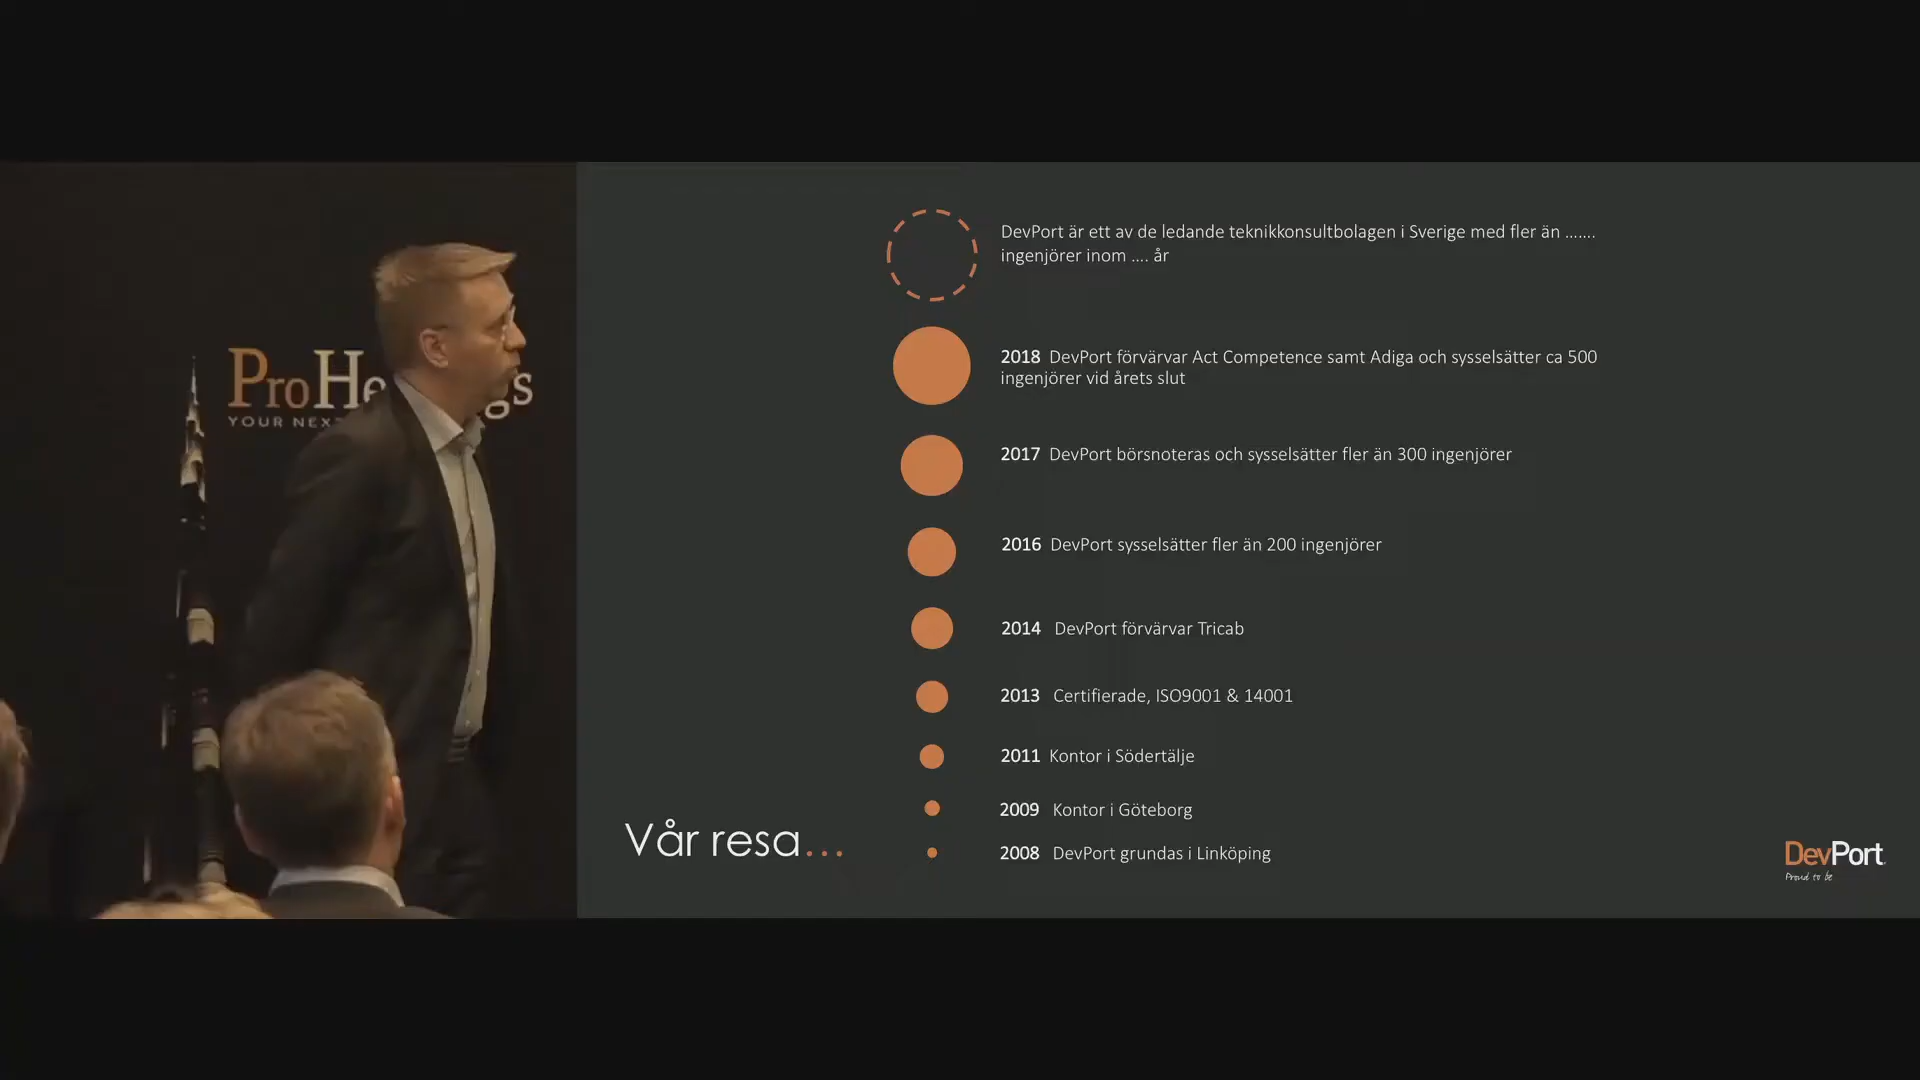 ProHe gs
YOUR NEX
DevPort är ett av de ledande teknikkonsultbolagen i Sverige med fler än .......
ingenjörer inom .... år
2018 DevPort förvärvar Act Competence samt Adiga och sysselsätter ca 500
ingenjörer vid årets slut
2017 DevPort börsnoteras och sysselsätter fler än 300 ingenjörer
2016 DevPort sysselsätter fler än 200 ingenjörer
2014 DevPort förvärvar Tricab
2013 Certifierade, ISO9001 & 14001
2011 Kontor i Södertälje
2009 Kontor i Göteborg
2008 DevPort grundas i Linköping
Vår resa...
DevPort
Proud to be